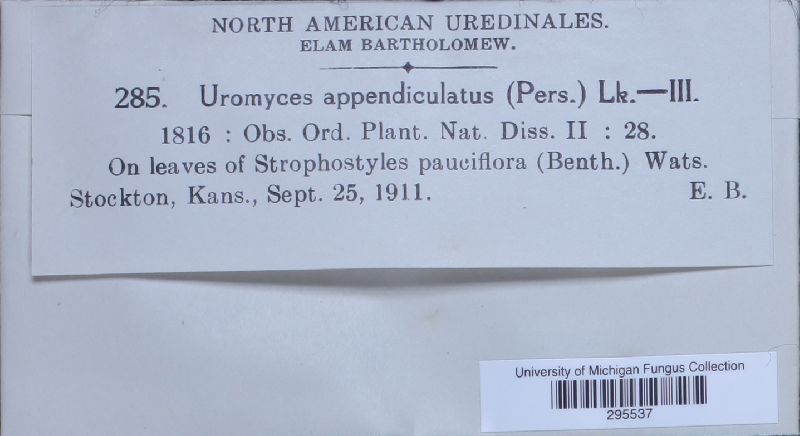 NORTH AMERICAN UREDINALES.
ELAM BARTHOLOMEW.
285. Uromyces appendiculatus (Pers.) Lk.—III.
1816 : Obs. Ord. Plant. Nat. Diss. II : 28.
On leaves of Strophostyles pauciflora (Benth.) Wats.
Stockton, Kans., Sept. 25, 1911. E. B.
University of Michigan Fungus Collection
295537